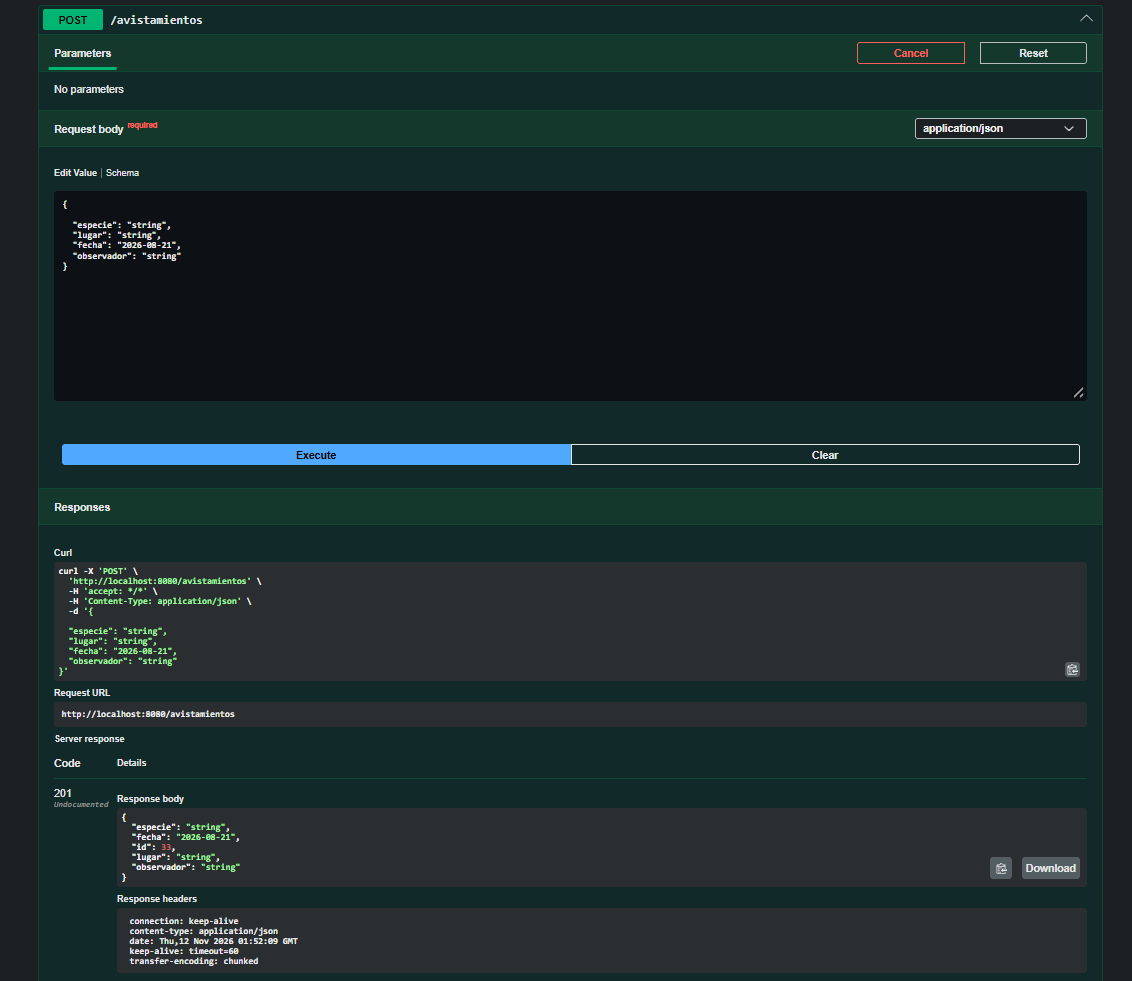 POST /avistamientos
Parameters
Cancel
Reset
No parameters
Request body required
application/json
Edit Value | Schema
{
"especie": "string",
"lugar": "string",
"fecha": "2026-08-21",
"observador": "string"
}
Execute
Clear
Responses
Curl
curl -X 'POST' \
'http://localhost:8080/avistamientos' \
-H 'accept: */*' \
-H 'Content-Type: application/json' \
-d '{
"especie": "string",
"lugar": "string",
"fecha": "2026-08-21",
"observador": "string"
}'
Request URL
http://localhost:8080/avistamientos
Server response
Code
Details
201
Undocumented
Response body
{
"especie": "string",
"fecha": "2026-08-21",
"id": 33,
"lugar": "string",
"observador": "string"
}
Download
Response headers
connection: keep-alive
content-type: application/json
date: Thu,12 Nov 2026 01:52:09 GMT
keep-alive: timeout=60
transfer-encoding: chunked